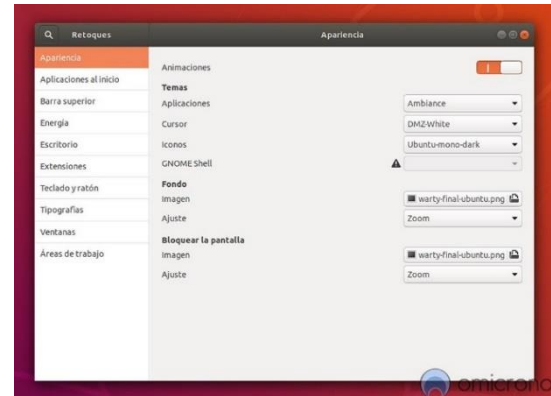 Retoques
Apariencia
Apariencia
Aplicaciones al inicio
Barra superior
Energía
Escritorio
Extensiones
Teclado y ratón
Tipografías
Ventanas
Áreas de trabajo
Animaciones
Temas
Aplicaciones Ambiance
Cursor DMZ-White
Iconos Ubuntu-mono-dark
GNOME Shell
Fondo
Imagen warty-final-ubuntu.png
Ajuste Zoom
Bloquear la pantalla
Imagen warty-final-ubuntu.png
Ajuste Zoom
omicrono